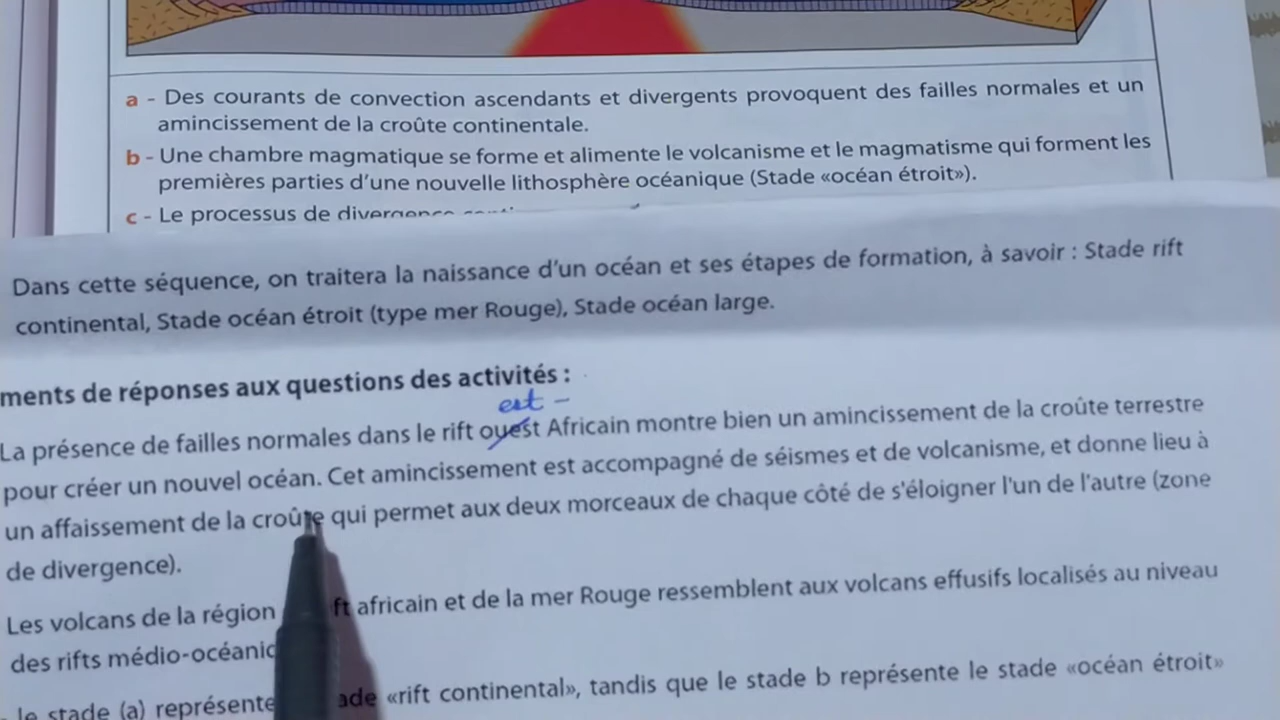 a - Des courants de convection ascendants et divergents provoquent des failles normales et un
amincissement de la croûte continentale.
b - Une chambre magmatique se forme et alimente le volcanisme et le magmatisme qui forment les
premières parties d'une nouvelle lithosphère océanique (Stade «océan étroit»).
c - Le processus de divergence
Dans cette séquence, on traitera la naissance d'un océan et ses étapes de formation, à savoir : Stade rift
continental, Stade océan étroit (type mer Rouge), Stade océan large.
ments de réponses aux questions des activités :
est -
La présence de failles normales dans le rift ouest Africain montre bien un amincissement de la croûte terrestre
pour créer un nouvel océan. Cet amincissement est accompagné de séismes et de volcanisme, et donne lieu à
un affaissement de la croûte qui permet aux deux morceaux de chaque côté de s'éloigner l'un de l'autre (zone
de divergence).
Les volcans de la région ft africain et de la mer Rouge ressemblent aux volcans effusifs localisés au niveau
des rifts médio-océanic
le stade (a) représente ade «rift continental», tandis que le stade b représente le stade «océan étroit»